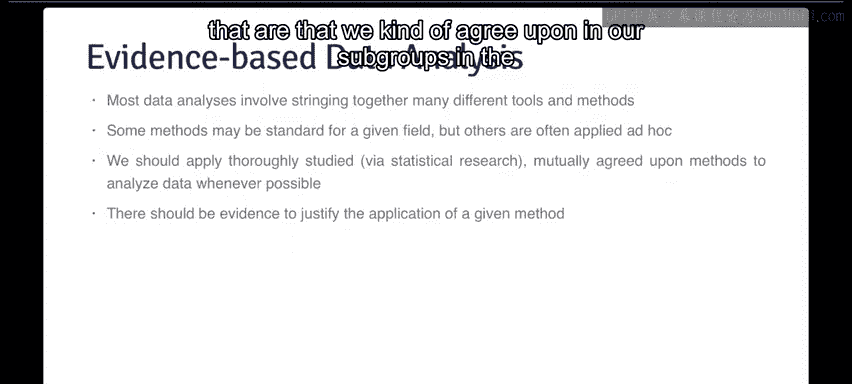 that are that we kind of agree upon in our
subgroups in the.
Evidence-based Data Analysis
· Most data analyses involve stringing together many different tools and methods
· Some methods may be standard for a given field, but others are often applied ad hoc
· We should apply thoroughly studied (via statistical research), mutually agreed upon methods to
analyze data whenever possible
· There should be evidence to justify the application of a given method